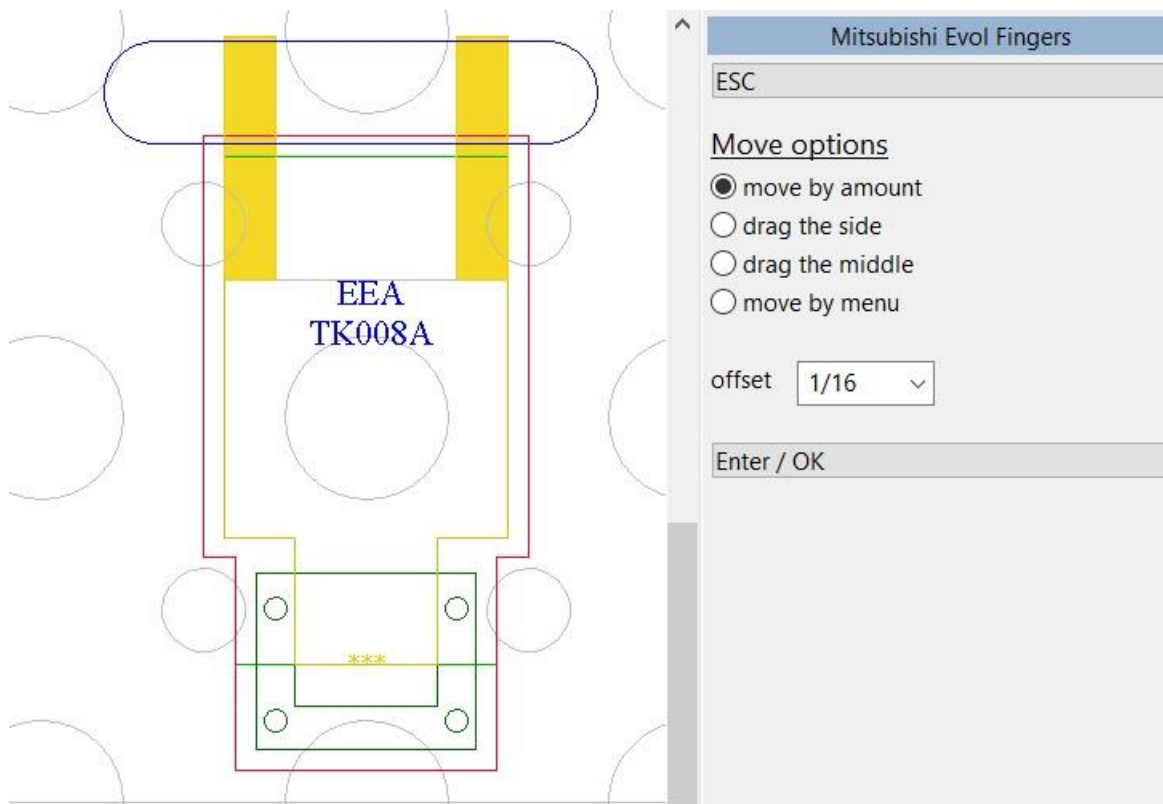 Mitsubishi Evol Fingers
ESC
Move options
move by amount
drag the side
drag the middle
move by menu
offset 1/16
Enter / OK
EEA
TK008A
***